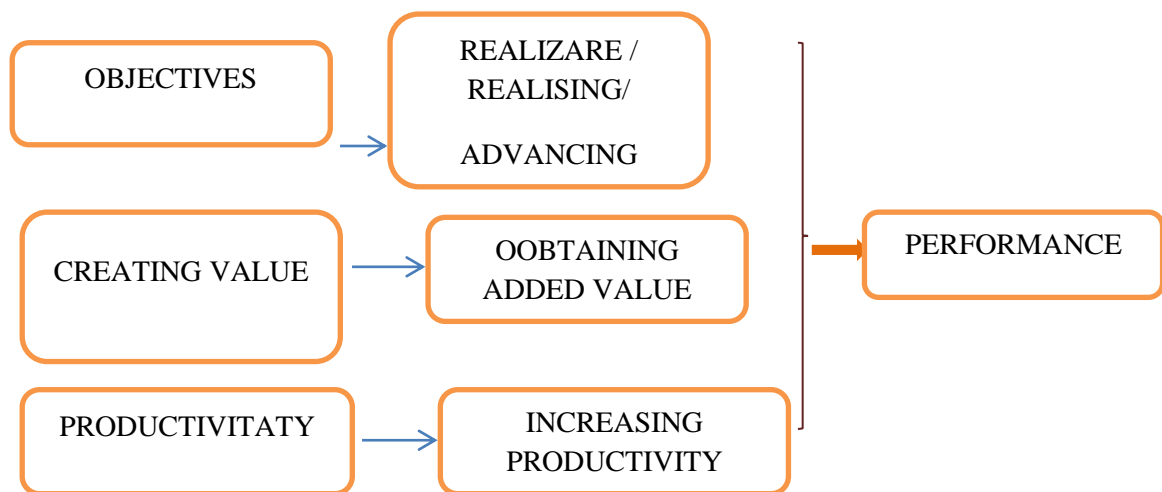 OBJECTIVES
REALIZARE /
REALISING/
ADVANCING
CREATING VALUE
OOBTAINING
ADDED VALUE
PERFORMANCE
PRODUCTIVITATY
INCREASING
PRODUCTIVITY